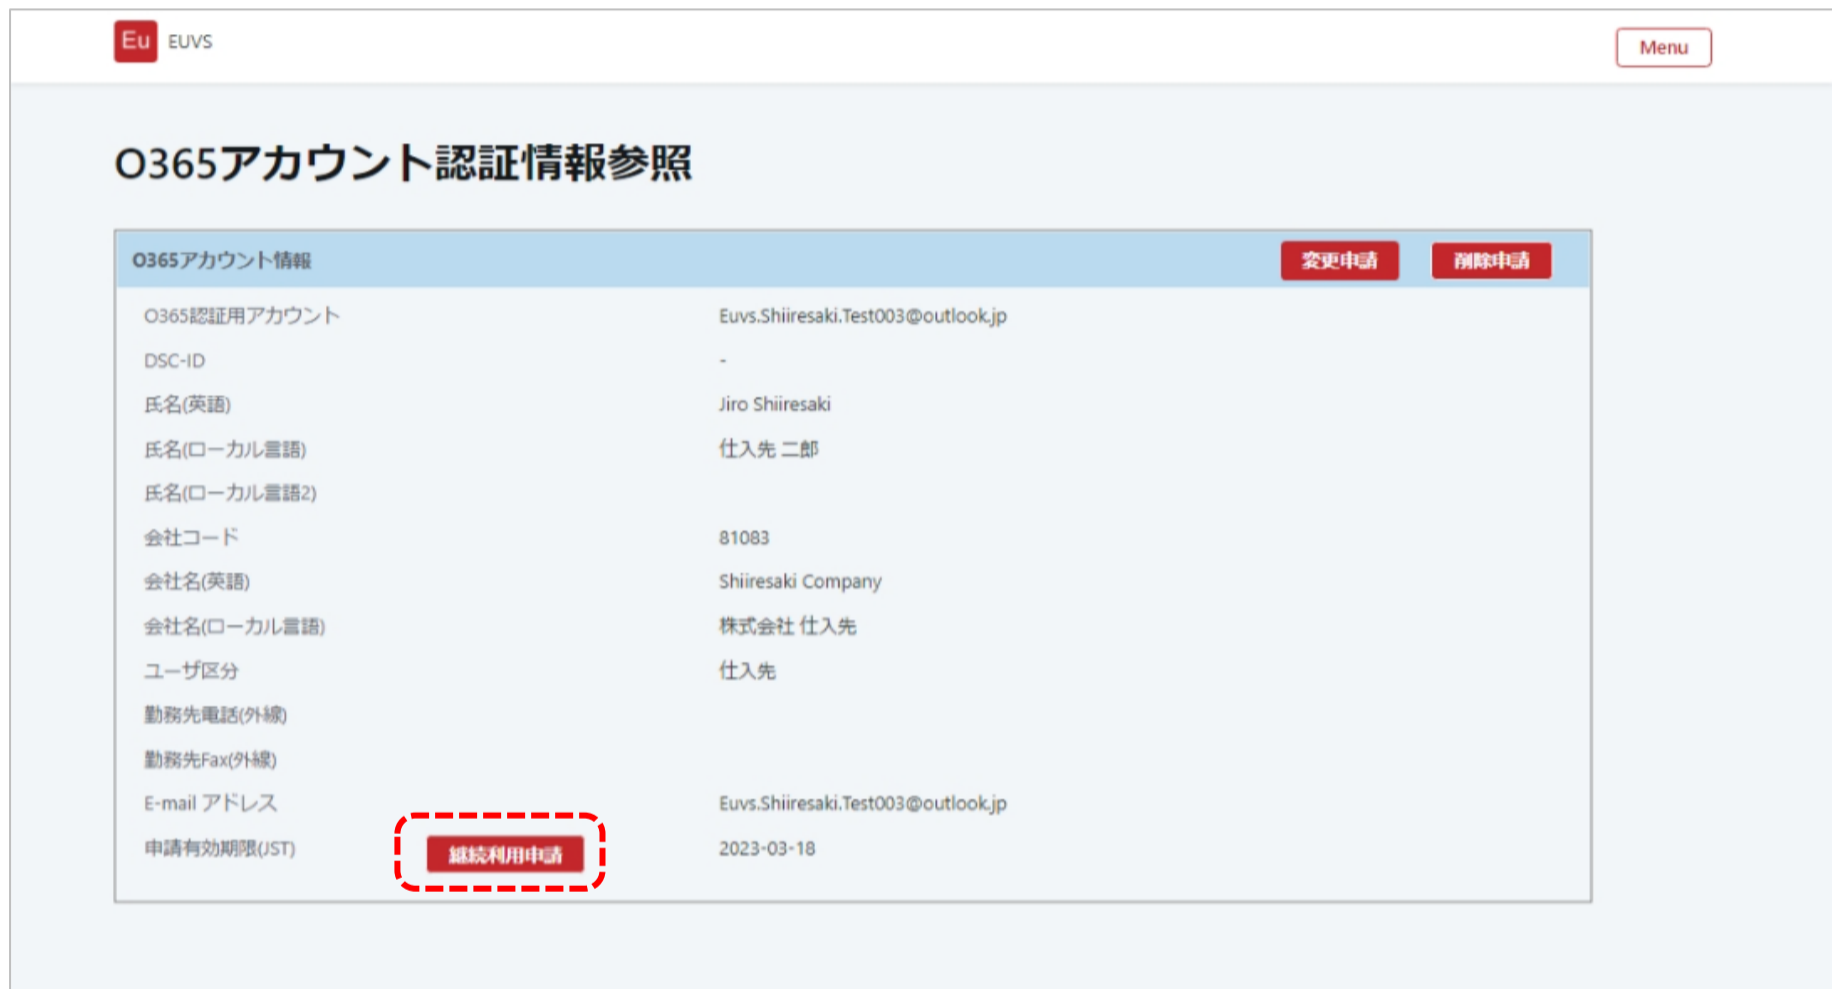 Eu EUVS
Menu
O365アカウント認証情報参照
O365アカウント情報 変更申請 削除申請
O365認証用アカウント Euvs.Shiiresaki.Test003@outlook.jp
DSC-ID -
氏名(英語) Jiro Shiiresaki
氏名(ローカル言語) 仕入先 二郎
氏名(ローカル言語2)
会社コード 81083
会社名(英語) Shiiresaki Company
会社名(ローカル言語) 株式会社 仕入先
ユーザ区分 仕入先
勤務先電話(外線)
勤務先Fax(外線)
E-mail アドレス Euvs.Shiiresaki.Test003@outlook.jp
申請有効期限(JST) 継続利用申請 2023-03-18